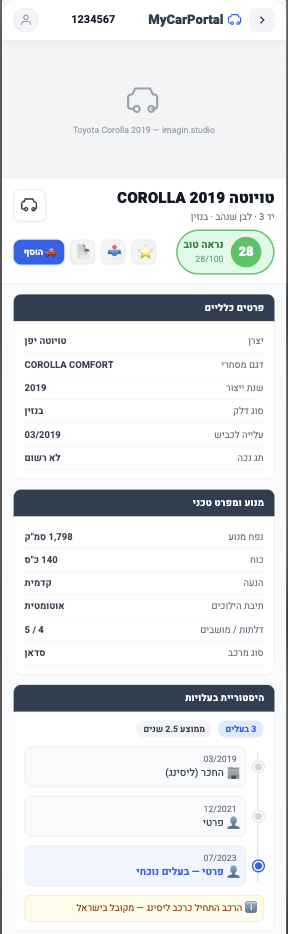 MyCarPortal 1234567
Toyota Corolla 2019 — imagin.studio
טויוטה COROLLA 2019
יד 3 · לבן שנהב · בנזין
28 נראה טוב
28/100
הוסף
פרטים כלליים
יצרן טויוטה יפן
דגם מסחרי COROLLA COMFORT
שנת ייצור 2019
סוג דלק בנזין
עלייה לכביש 03/2019
תג נכה לא רשום
מנוע ומפרט טכני
נפח מנוע 1,798 סמ"ק
כוח 140 כ"ס
הנעה קדמית
תיבת הילוכים אוטומטית
דלתות / מושבים 4 / 5
סוג מרכב סדאן
היסטוריית בעלויות
3 בעלים ממוצע 2.5 שנים
03/2019
החכר (ליסינג)
12/2021
פרטי
07/2023
פרטי — בעלים נוכחי
הרכב התחיל כרכב ליסינג — מקובל בישראל